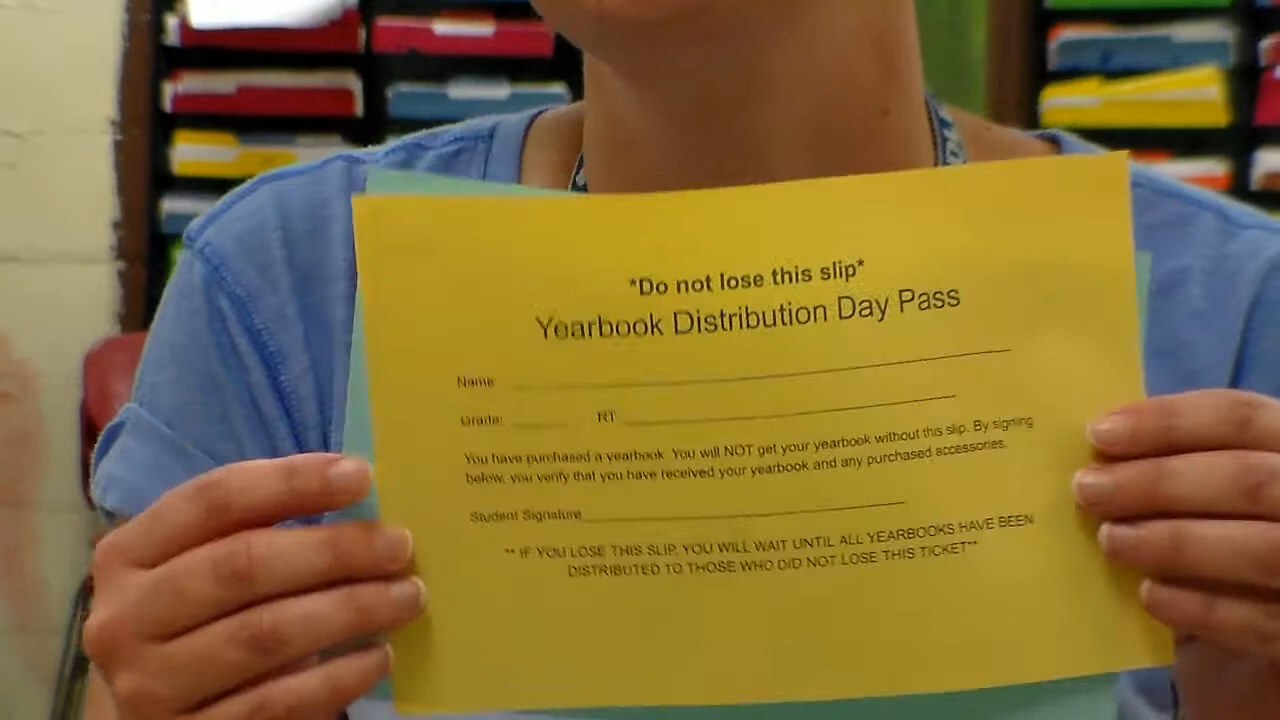 *Do not lose this slip*
Yearbook Distribution Day Pass
Name
Grade: RT
You have purchased a yearbook. You will NOT get your yearbook without this slip. By signing
below, you verify that you have received your yearbook and any purchased accessories.
Student Signature
** IF YOU LOSE THIS SLIP, YOU WILL WAIT UNTIL ALL YEARBOOKS HAVE BEEN
DISTRIBUTED TO THOSE WHO DID NOT LOSE THIS TICKET**